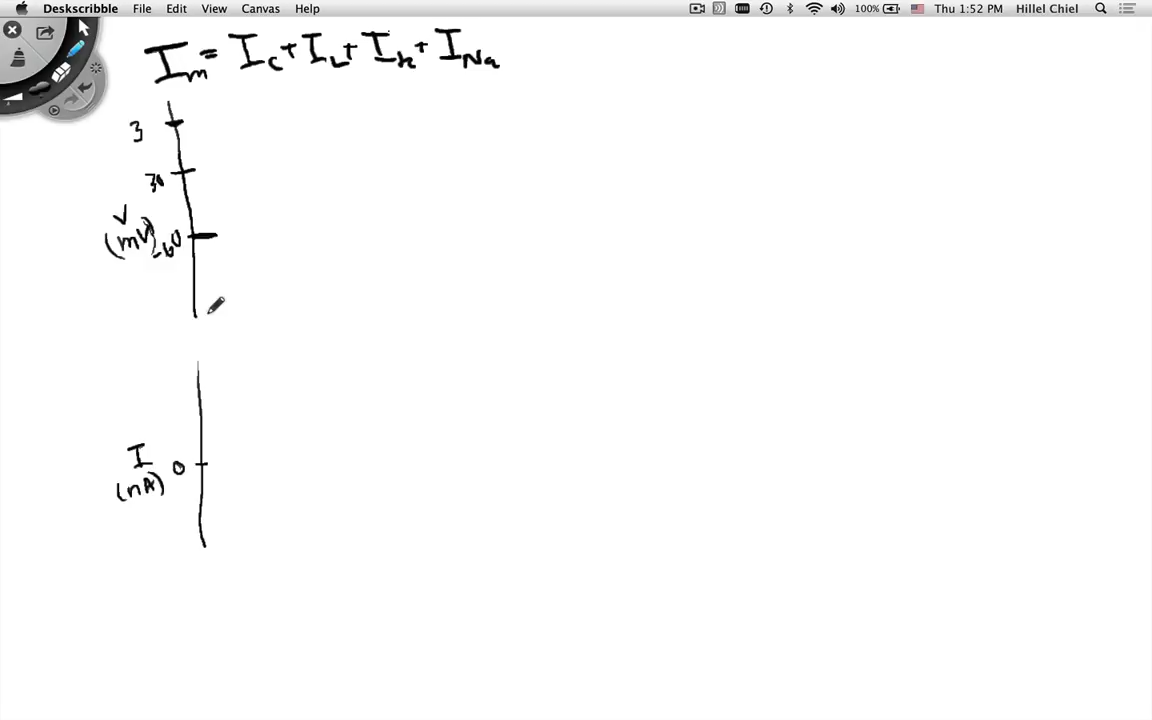 Deskscribble File Edit View Canvas Help 100% Thu 1:52 PM Hillel Chiel
Im = Ic + IL + Ik + INa
3
30
V
(mV) -60
I 0
(nA)